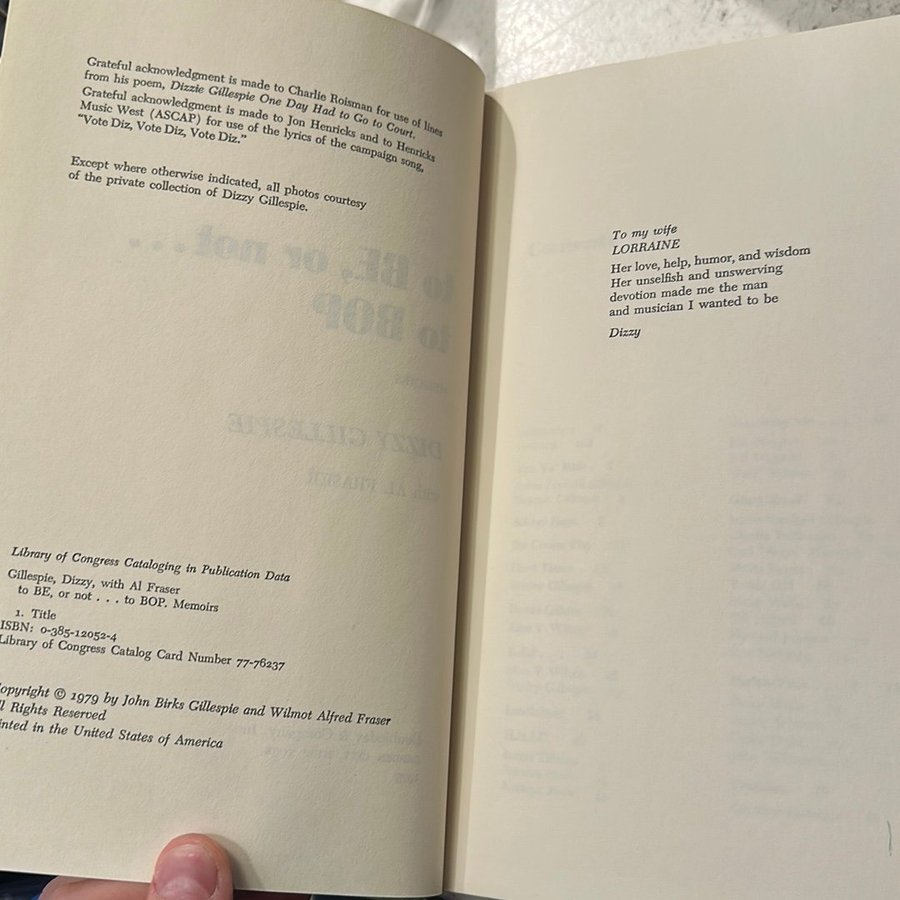 Grateful acknowledgment is made to Charlie Roisman for use of lines
from his poem, Dizzie Gillespie One Day Had to Go to Court.
Grateful acknowledgment is made to Jon Henricks and to Henricks
Music West (ASCAP) for use of the lyrics of the campaign song,
"Vote Diz, Vote Diz, Vote Diz."
Except where otherwise indicated, all photos courtesy
of the private collection of Dizzy Gillespie.
Library of Congress Cataloging in Publication Data
Gillespie, Dizzy, with Al Fraser
to BE, or not . . . to BOP. Memoirs
1. Title
ISBN: 0-385-12052-4
Library of Congress Catalog Card Number 77-76237
opyright © 1979 by John Birks Gillespie and Wilmot Alfred Fraser
ll Rights Reserved
inted in the United States of America
To my wife
LORRAINE
Her love, help, humor, and wisdom
Her unselfish and unswerving
devotion made me the man
and musician I wanted to be
Dizzy